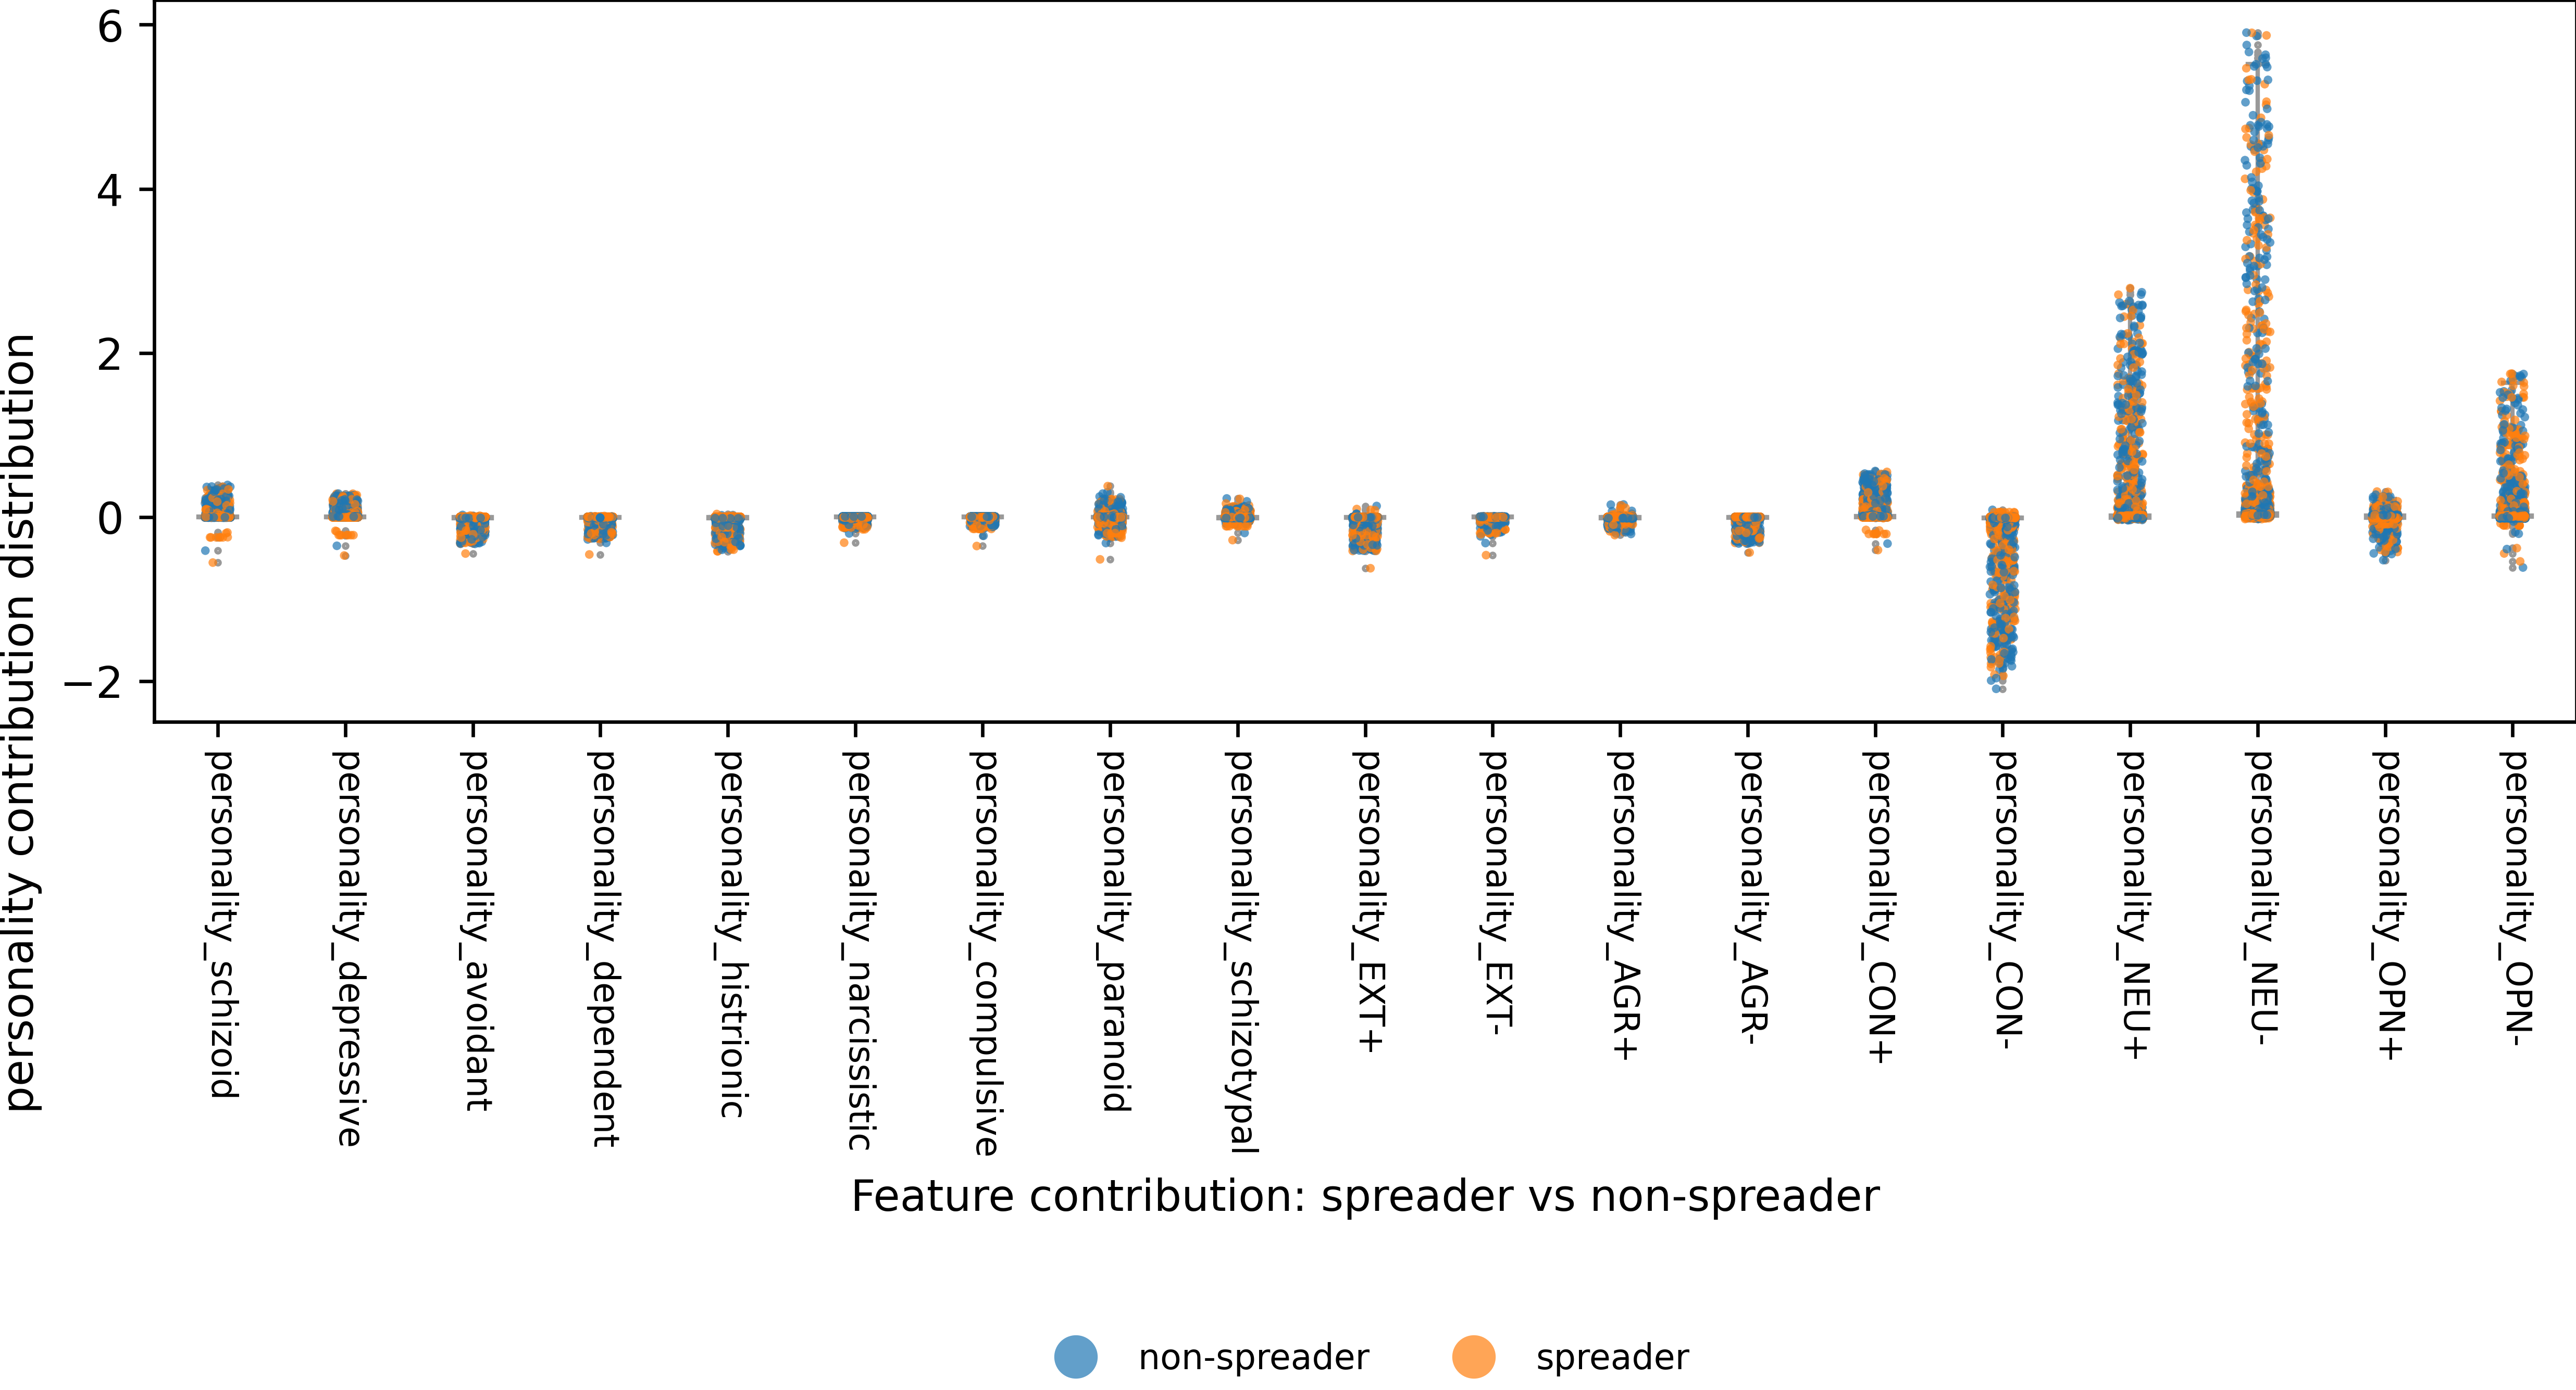 personality contribution distribution
6
4
2
0
−2
personality_schizoid
personality_depressive
personality_avoidant
personality_dependent
personality_histrionic
personality_narcissistic
personality_compulsive
personality_paranoid
personality_schizotypal
personality_EXT+
personality_EXT-
personality_AGR+
personality_AGR-
personality_CON+
personality_CON-
personality_NEU+
personality_NEU-
personality_OPN+
personality_OPN-
Feature contribution: spreader vs non-spreader
non-spreader
spreader